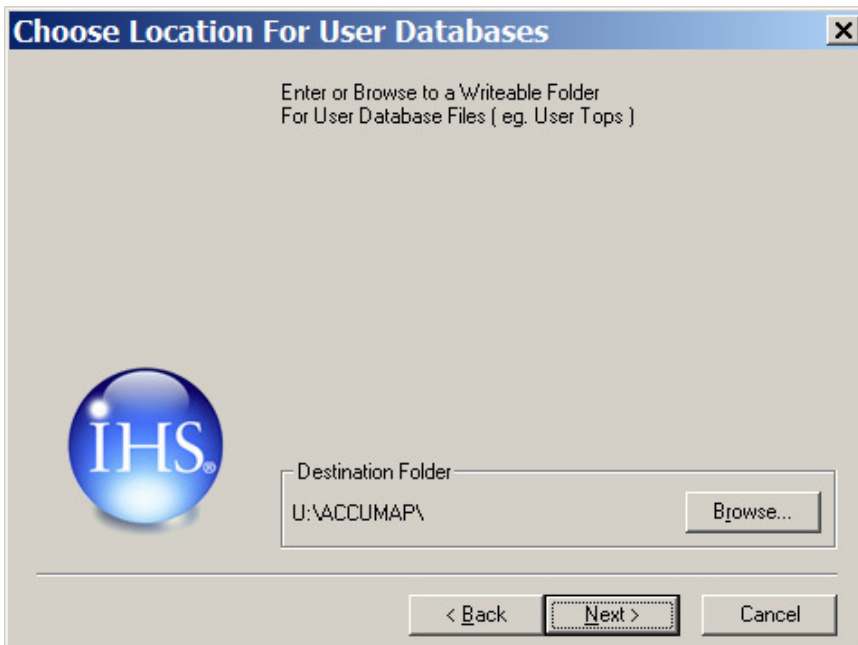 Choose Location For User Databases
Enter or Browse to a Writeable Folder
For User Database Files ( eg. User Tops )
IHS®
Destination Folder
U:\ACCUMAP\
Browse...
< Back
Next >
Cancel